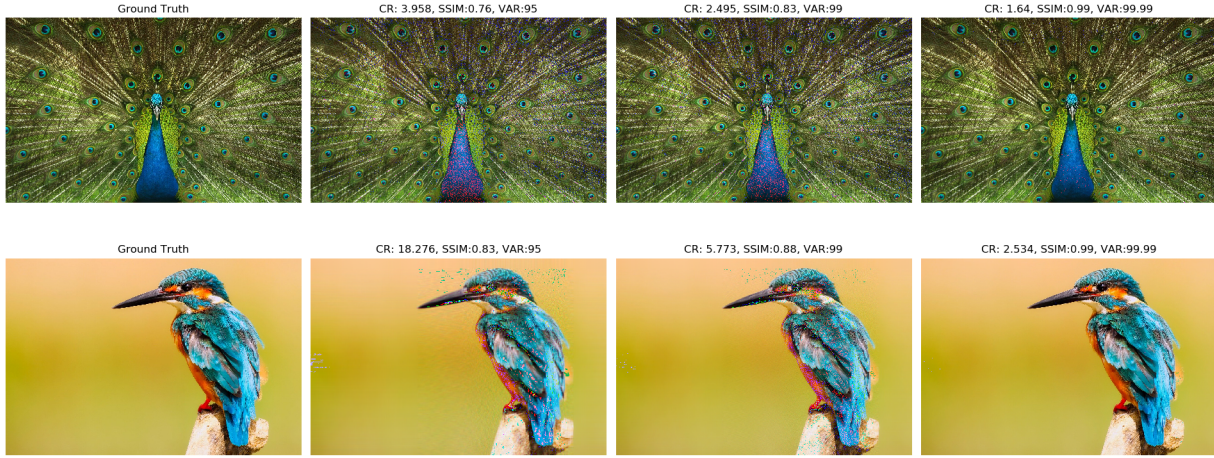 Ground Truth
CR: 3.958, SSIM:0.76, VAR:95
CR: 2.495, SSIM:0.83, VAR:99
CR: 1.64, SSIM:0.99, VAR:99.99
Ground Truth
CR: 18.276, SSIM:0.83, VAR:95
CR: 5.773, SSIM:0.88, VAR:99
CR: 2.534, SSIM:0.99, VAR:99.99